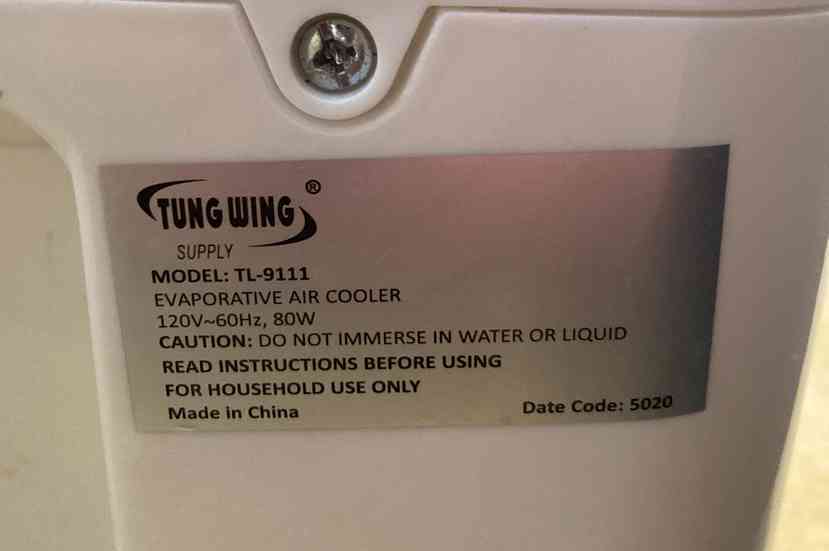 TUNG WING ®
SUPPLY
MODEL: TL-9111
EVAPORATIVE AIR COOLER
120V~60Hz, 80W
CAUTION: DO NOT IMMERSE IN WATER OR LIQUID
READ INSTRUCTIONS BEFORE USING
FOR HOUSEHOLD USE ONLY
Made in China Date Code: 5020